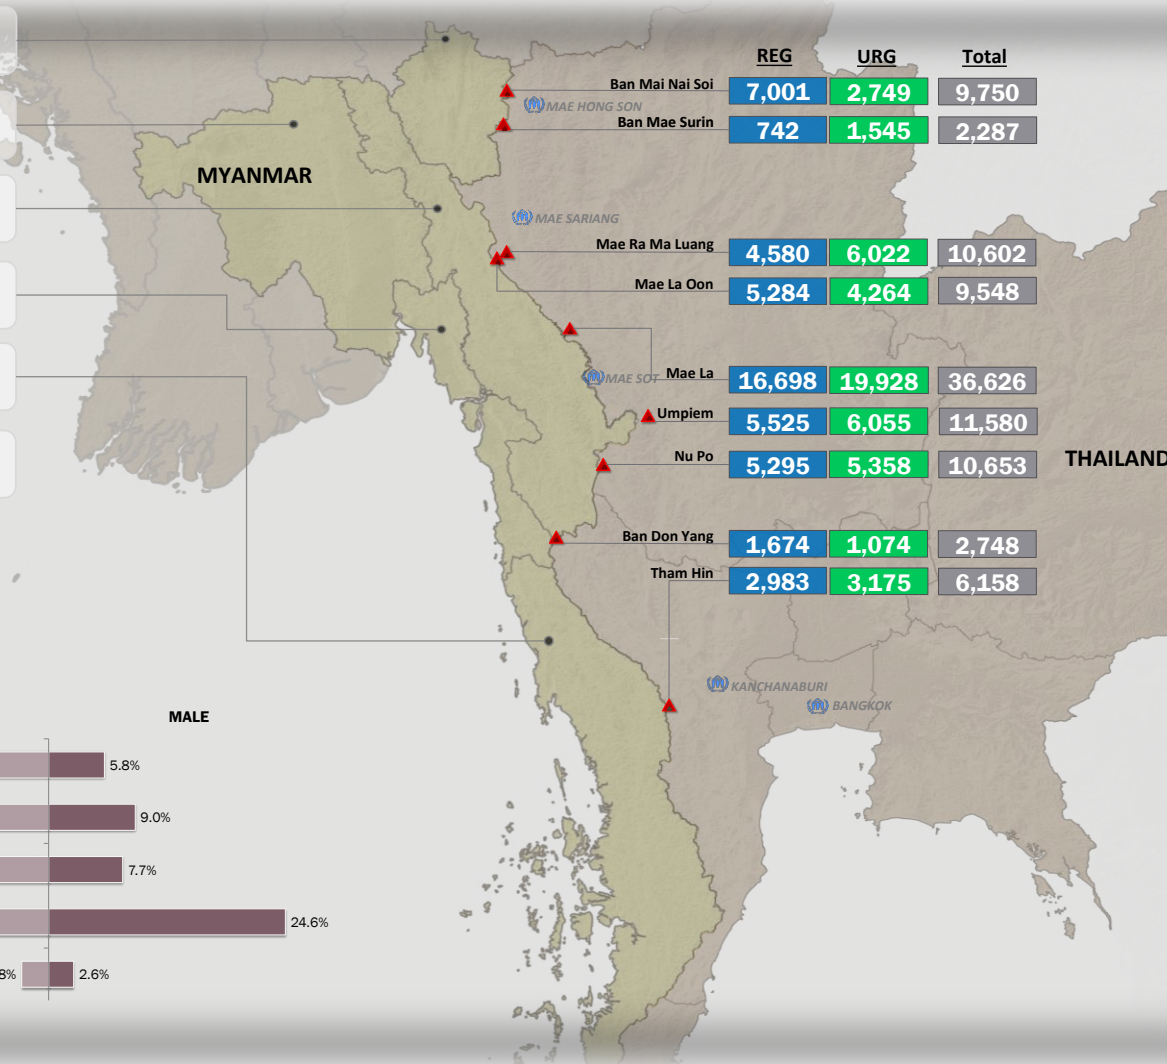 REG URG Total
Ban Mai Nai Soi 7,001 2,749 9,750
MAE HONG SON
Ban Mae Surin 742 1,545 2,287
MYANMAR
MAE SARIANG
Mae Ra Ma Luang 4,580 6,022 10,602
Mae La Oon 5,284 4,264 9,548
MAE SOT
Mae La 16,698 19,928 36,626
Umpiem 5,525 6,055 11,580
Nu Po 5,295 5,358 10,653
THAILAND
Ban Don Yang 1,674 1,074 2,748
Tham Hin 2,983 3,175 6,158
KANCHANABURI
BANGKOK
MALE
5.8%
9.0%
7.7%
24.6%
8% 2.6%